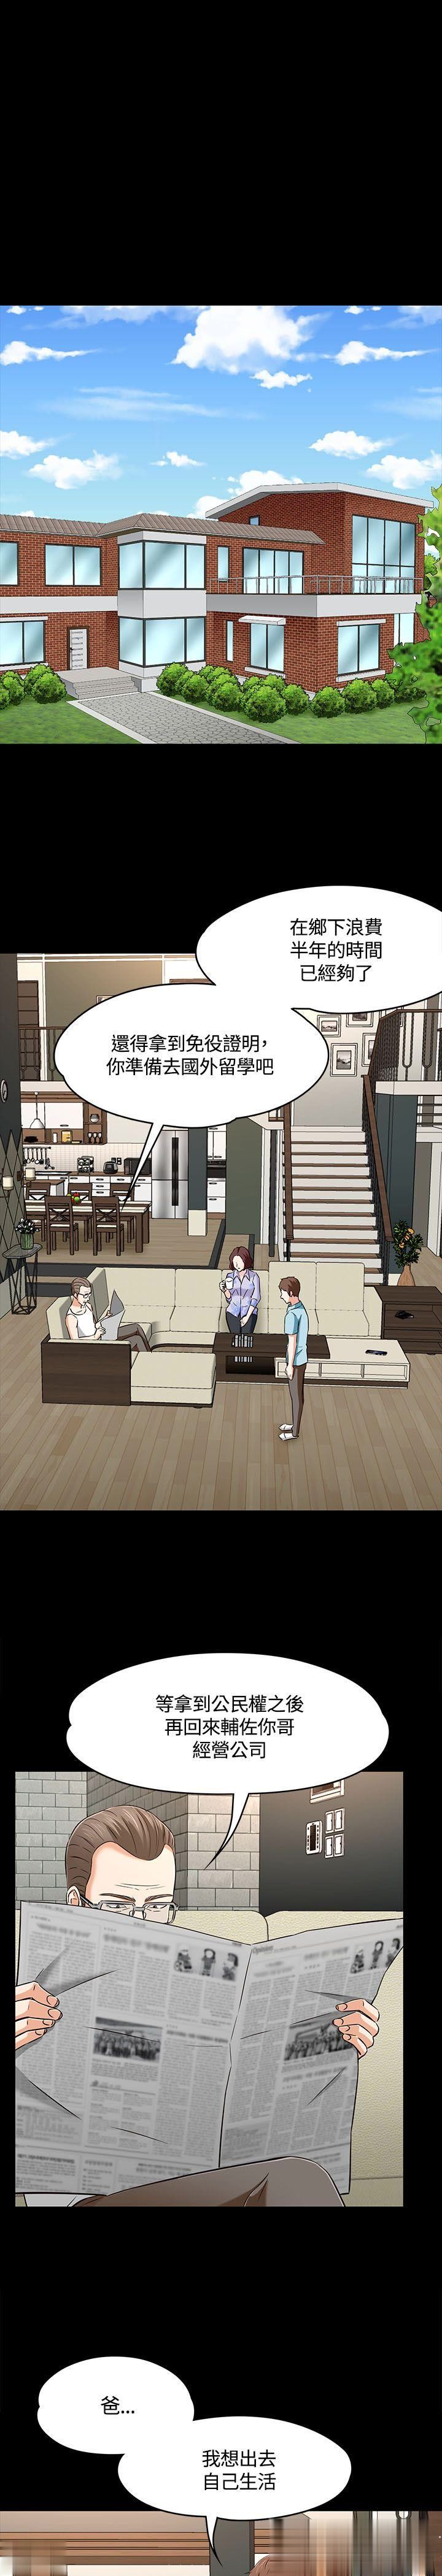 在鄉下浪費
半年的時間
已經夠了
還得拿到免役證明,
你準備去國外留學吧
等拿到公民權之後
再回來輔佐你哥
經營公司
爸...
我想出去
自己生活